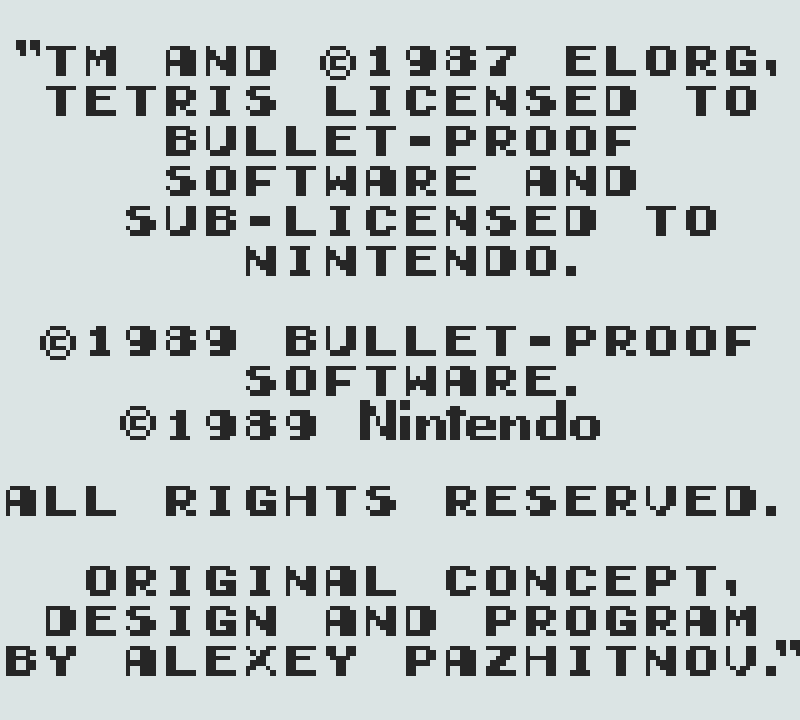 "TM AND ©1987 ELORG,
TETRIS LICENSED TO
BULLET-PROOF
SOFTWARE AND
SUB-LICENSED TO
NINTENDO.
©1989 BULLET-PROOF
SOFTWARE.
©1989 Nintendo
ALL RIGHTS RESERVED.
ORIGINAL CONCEPT,
DESIGN AND PROGRAM
BY ALEXEY PAZHITNOV."